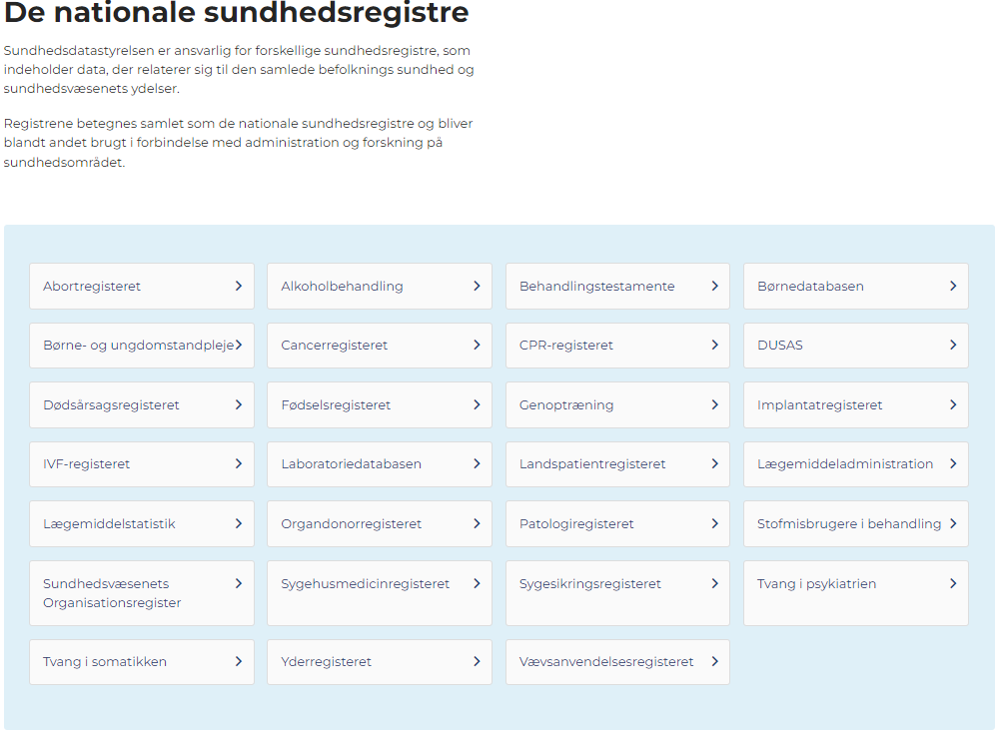 De nationale sundhedsregistre
Sundhedsdatastyrelsen er ansvarlig for forskellige sundhedsregistre, som
indeholder data, der relaterer sig til den samlede befolknings sundhed og
sundhedsvæsenets ydelser.
Registrene betegnes samlet som de nationale sundhedsregistre og bliver
blandt andet brugt i forbindelse med administration og forskning på
sundhedsområdet.
Abortregisteret
Alkoholbehandling
Behandlingstestamente
Børnedatabasen
Børne- og ungdomstandpleje
Cancerregisteret
CPR-registeret
DUSAS
Dødsårsagsregisteret
Fødselsregisteret
Genoptræning
Implantatregisteret
IVF-registeret
Laboratoriedatabasen
Landspatientregisteret
Lægemiddeladministration
Lægemiddelstatistik
Organdonorregisteret
Patologiregisteret
Stofmisbrugere i behandling
Sundhedsvæsenets
Organisationsregister
Sygehusmedicinregisteret
Sygesikringsregisteret
Tvang i psykiatrien
Tvang i somatikken
Yderregisteret
Vævsanvendelsesregisteret